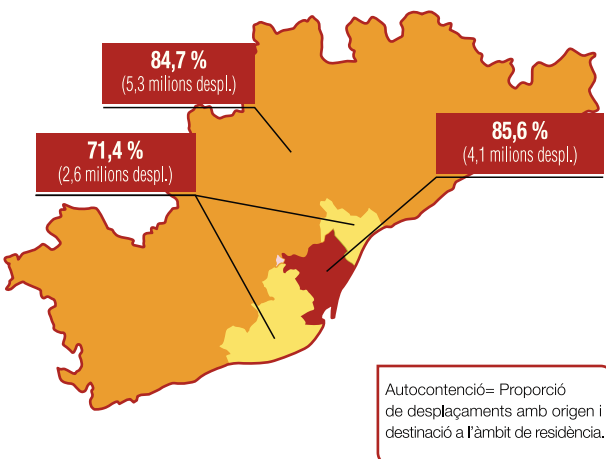 84,7 %
(5,3 milions despl.)
71,4 %
(2,6 milions despl.)
85,6 %
(4,1 milions despl.)
Autocontenció= Proporció
de desplaçaments amb origen i
destinació a l'àmbit de residència.